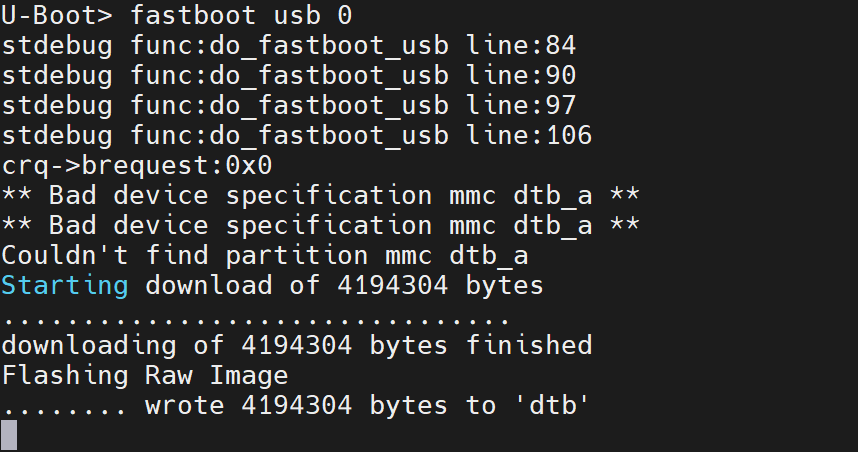 U-Boot> fastboot usb 0
stdebug func:do_fastboot_usb line:84
stdebug func:do_fastboot_usb line:90
stdebug func:do_fastboot_usb line:97
stdebug func:do_fastboot_usb line:106
crq->brequest:0x0
** Bad device specification mmc dtb_a **
** Bad device specification mmc dtb_a **
Couldn't find partition mmc dtb_a
Starting download of 4194304 bytes
................................
downloading of 4194304 bytes finished
Flashing Raw Image
........ wrote 4194304 bytes to 'dtb'